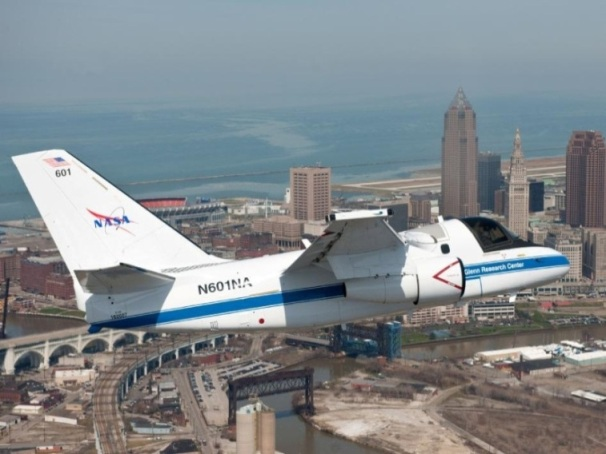 601
NASA
N601NA
Glenn Research Center